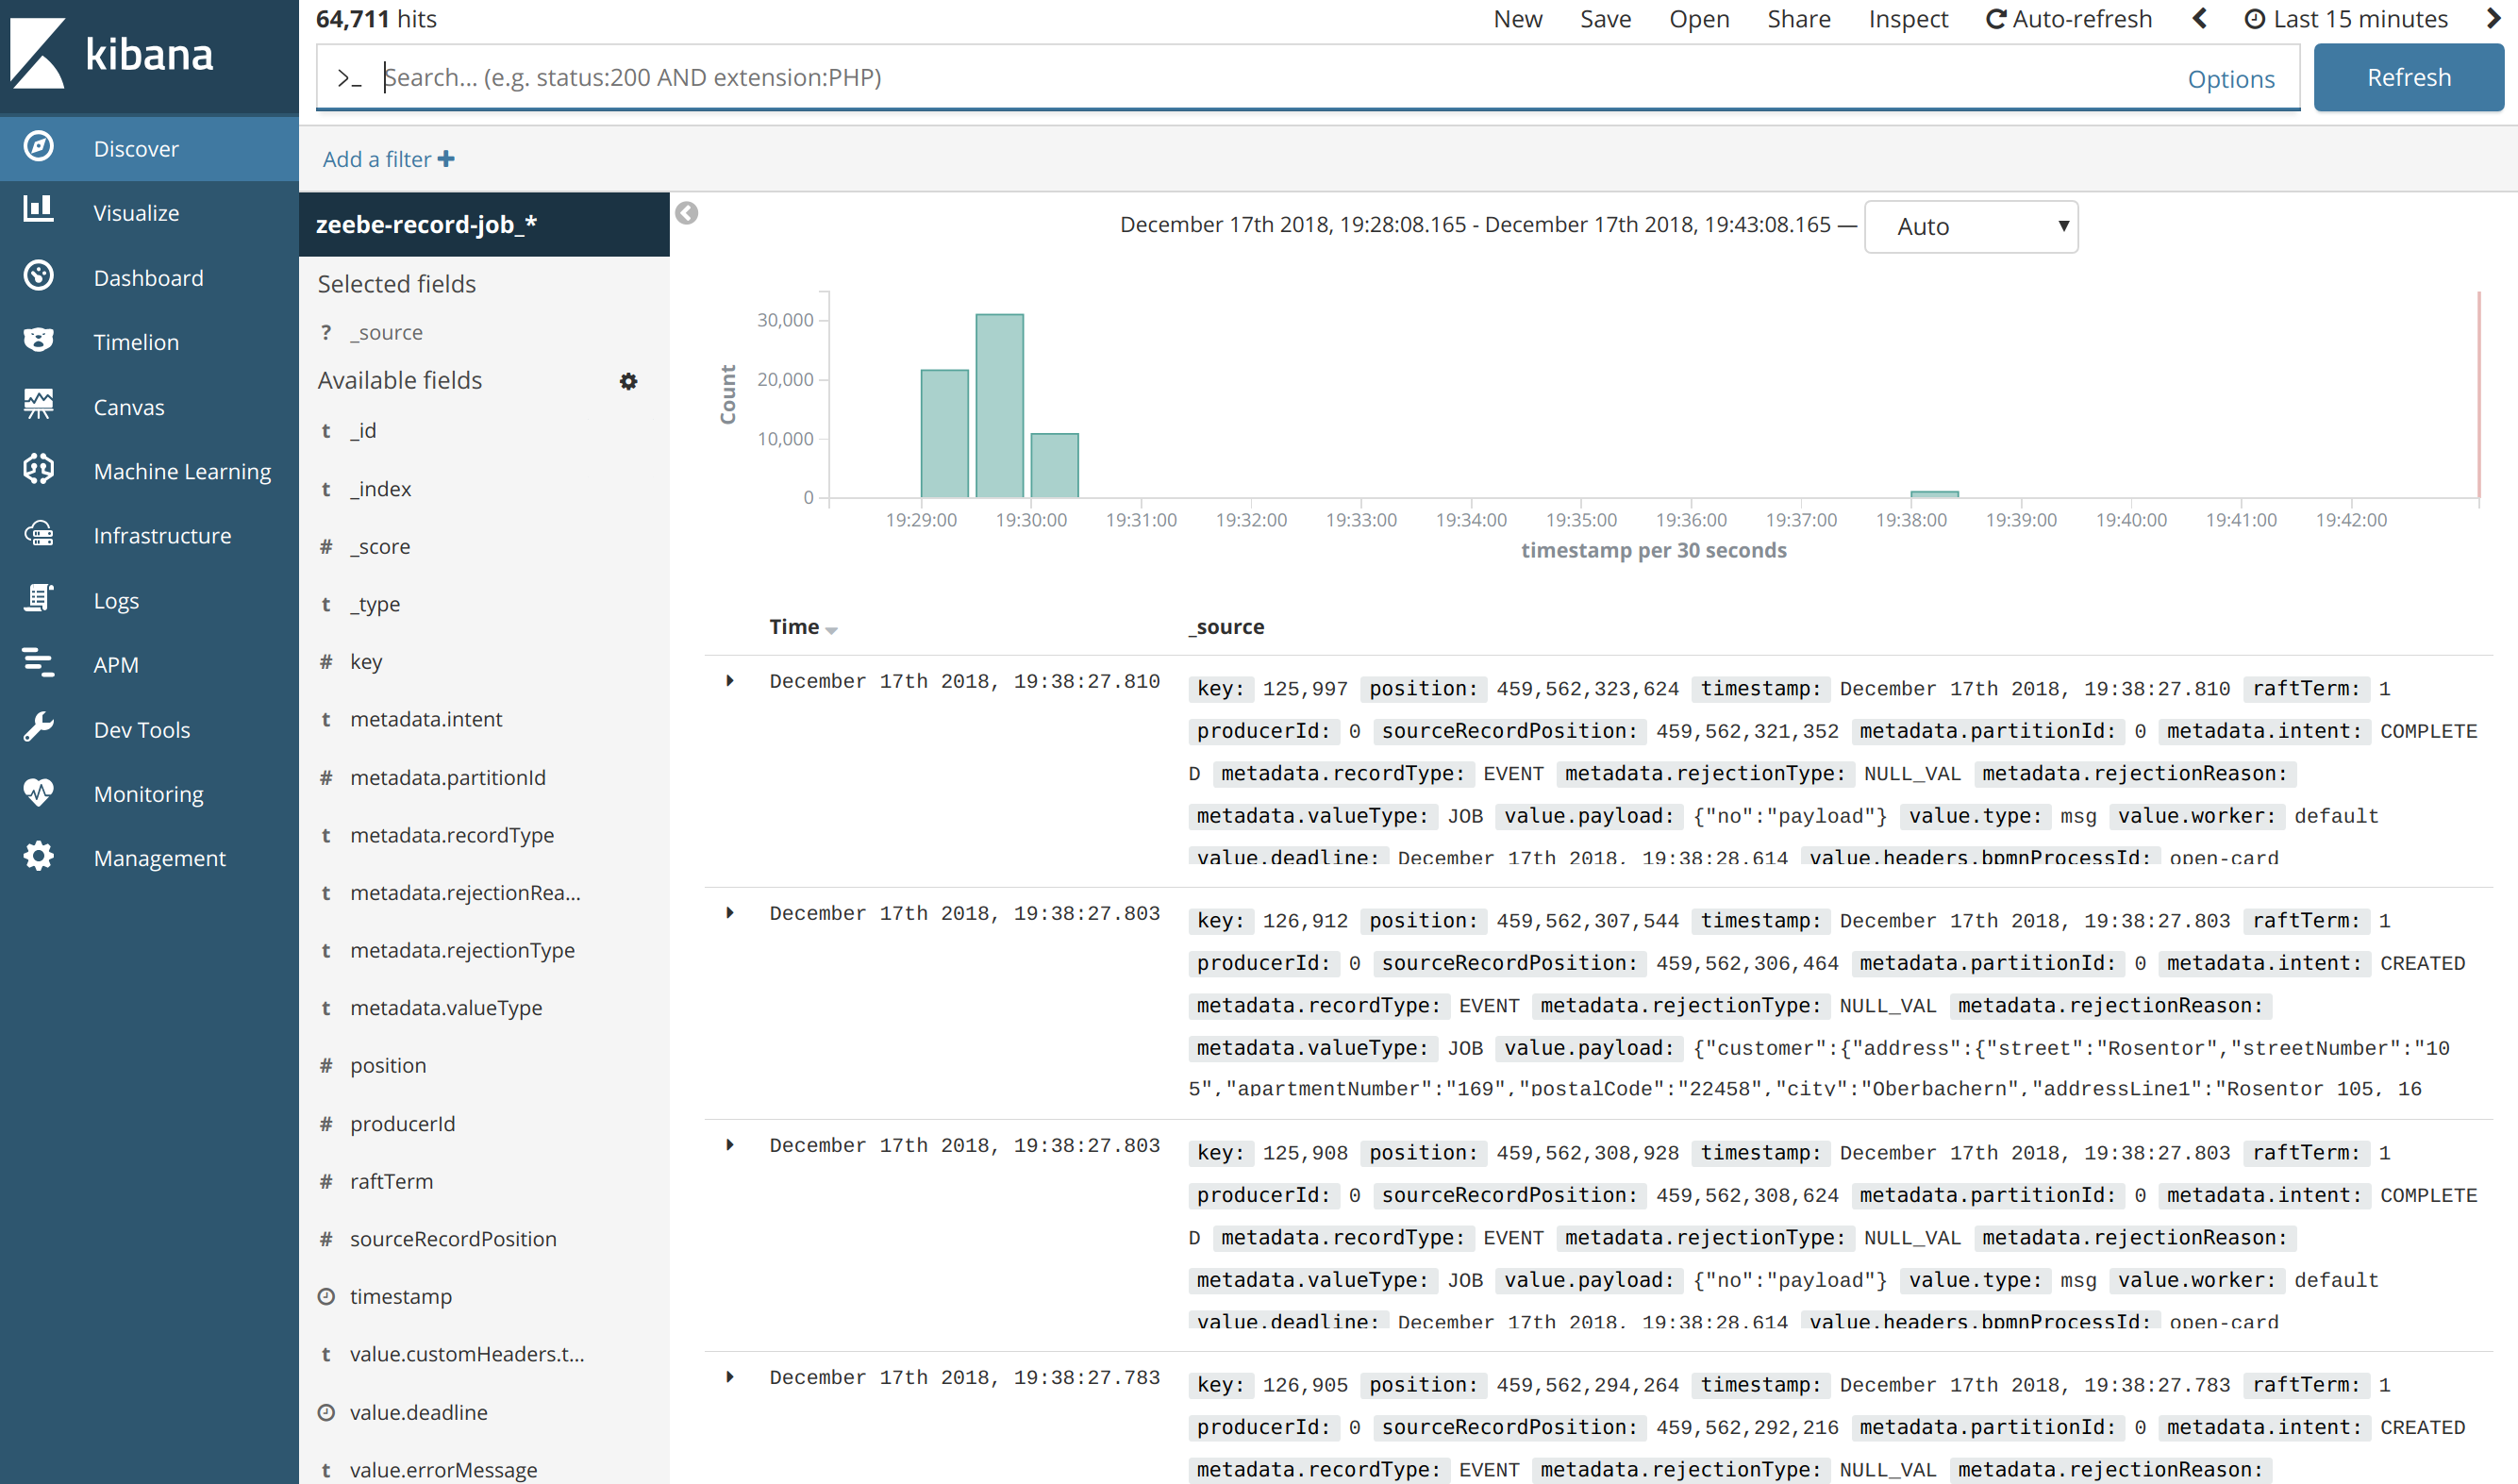 kibana
Discover
Visualize
Dashboard
Timelion
Canvas
Machine Learning
Infrastructure
Logs
APM
Dev Tools
Monitoring
Management
64,711 hits
New Save Open Share Inspect Auto-refresh Last 15 minutes
>_ Search... (e.g. status:200 AND extension:PHP) Options Refresh
Add a filter +
zeebe-record-job_*
Selected fields
? _source
Available fields
t _id
t _index
# _score
t _type
# key
t metadata.intent
# metadata.partitionId
t metadata.recordType
t metadata.rejectionRea...
t metadata.rejectionType
t metadata.valueType
# position
# producerId
# raftTerm
# sourceRecordPosition
timestamp
t value.customHeaders.t...
value.deadline
t value.errorMessage
December 17th 2018, 19:28:08.165 - December 17th 2018, 19:43:08.165 — Auto
Count
30,000
20,000
10,000
0
19:29:00 19:30:00 19:31:00 19:32:00 19:33:00 19:34:00 19:35:00 19:36:00 19:37:00 19:38:00 19:39:00 19:40:00 19:41:00 19:42:00
timestamp per 30 seconds
Time _source
December 17th 2018, 19:38:27.810 key: 125,997 position: 459,562,323,624 timestamp: December 17th 2018, 19:38:27.810 raftTerm: 1
producerId: 0 sourceRecordPosition: 459,562,321,352 metadata.partitionId: 0 metadata.intent: COMPLETE
D metadata.recordType: EVENT metadata.rejectionType: NULL_VAL metadata.rejectionReason:
metadata.valueType: JOB value.payload: {"no":"payload"} value.type: msg value.worker: default
value.deadline: December 17th 2018, 19:38:28.614 value.headers.bpmnProcessId: open-card
December 17th 2018, 19:38:27.803 key: 126,912 position: 459,562,307,544 timestamp: December 17th 2018, 19:38:27.803 raftTerm: 1
producerId: 0 sourceRecordPosition: 459,562,306,464 metadata.partitionId: 0 metadata.intent: CREATED
metadata.recordType: EVENT metadata.rejectionType: NULL_VAL metadata.rejectionReason:
metadata.valueType: JOB value.payload: {"customer":{"address":{"street":"Rosentor","streetNumber":"10
5","apartmentNumber":"169","postalCode":"22458","city":"Oberbachern","addressLine1":"Rosentor 105, 16
December 17th 2018, 19:38:27.803 key: 125,908 position: 459,562,308,928 timestamp: December 17th 2018, 19:38:27.803 raftTerm: 1
producerId: 0 sourceRecordPosition: 459,562,308,624 metadata.partitionId: 0 metadata.intent: COMPLETE
D metadata.recordType: EVENT metadata.rejectionType: NULL_VAL metadata.rejectionReason:
metadata.valueType: JOB value.payload: {"no":"payload"} value.type: msg value.worker: default
value.deadline: December 17th 2018, 19:38:28.614 value.headers.bpmnProcessId: open-card
December 17th 2018, 19:38:27.783 key: 126,905 position: 459,562,294,264 timestamp: December 17th 2018, 19:38:27.783 raftTerm: 1
producerId: 0 sourceRecordPosition: 459,562,292,216 metadata.partitionId: 0 metadata.intent: CREATED
metadata.recordType: EVENT metadata.rejectionType: NULL_VAL metadata.rejectionReason: